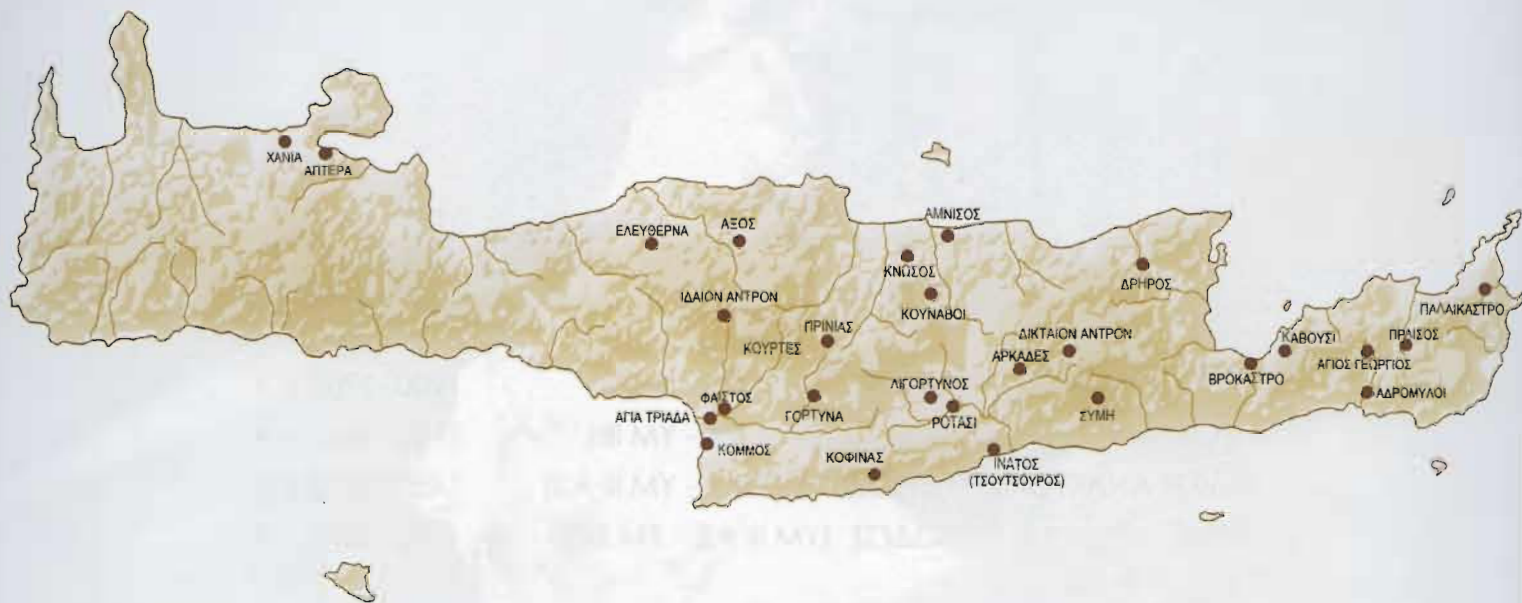 ΧΑΝΙΑ
ΑΠΤΕΡΑ
ΕΛΕΥΘΕΡΝΑ
ΑΞΟΣ
ΑΜΝΙΣΟΣ
ΚΝΩΣΟΣ
ΔΡΗΡΟΣ
ΙΔΑΙΟΝ ΑΝΤΡΟΝ
ΚΟΥΝΑΒΟΙ
ΠΑΛΑΙΚΑΣΤΡΟ
ΠΡΙΝΙΑΣ
ΚΟΥΡΤΕΣ
ΔΙΚΤΑΙΟΝ ΑΝΤΡΟΝ
ΑΡΚΑΔΕΣ
ΚΑΒΟΥΣΙ
ΠΡΑΙΣΟΣ
ΒΡΟΚΑΣΤΡΟ
ΑΓΙΟΣ ΓΕΩΡΓΙΟΣ
ΑΔΡΟΜΥΛΟΙ
ΦΑΙΣΤΟΣ
ΑΓΙΑ ΤΡΙΑΔΑ
ΓΟΡΤΥΝΑ
ΛΙΓΟΡΤΥΝΟΣ
ΡΟΤΑΣΙ
ΣΥΜΗ
ΚΟΜΜΟΣ
ΚΟΦΙΝΑΣ
ΙΝΑΤΟΣ
(ΤΣΟΥΤΣΟΥΡΟΣ)